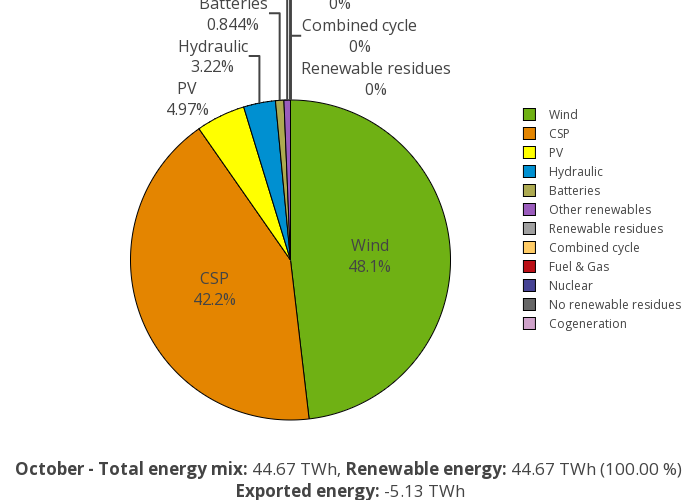 Batteries
0.844%
0%
Combined cycle
0%
Hydraulic
3.22%
Renewable residues
0%
PV
4.97%
Wind
48.1%
CSP
42.2%
Wind
CSP
PV
Hydraulic
Batteries
Other renewables
Renewable residues
Combined cycle
Fuel & Gas
Nuclear
No renewable residues
Cogeneration
October - Total energy mix: 44.67 TWh, Renewable energy: 44.67 TWh (100.00 %)
Exported energy: -5.13 TWh